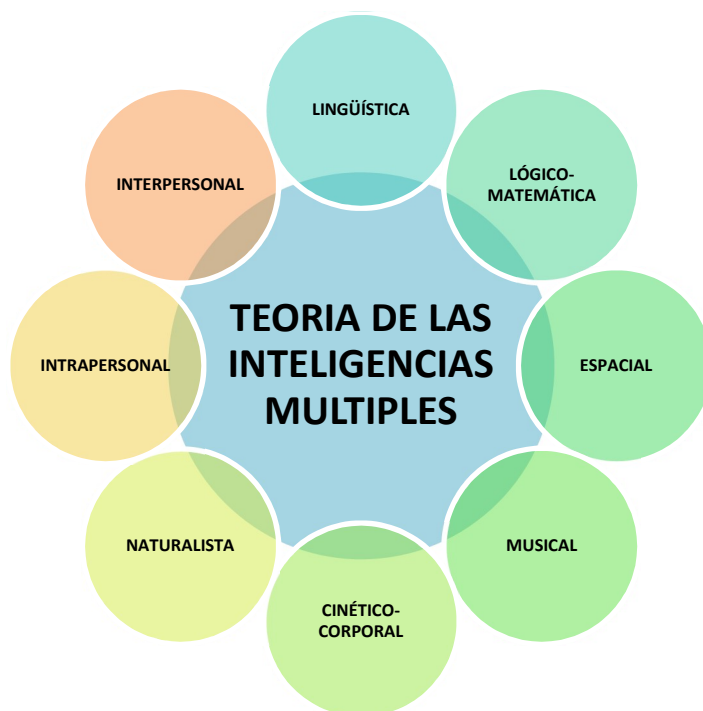 TEORIA DE LAS
INTELIGENCIAS
MULTIPLES
LINGÜÍSTICA
LÓGICO-
MATEMÁTICA
ESPACIAL
MUSICAL
CINÉTICO-
CORPORAL
NATURALISTA
INTRAPERSONAL
INTERPERSONAL